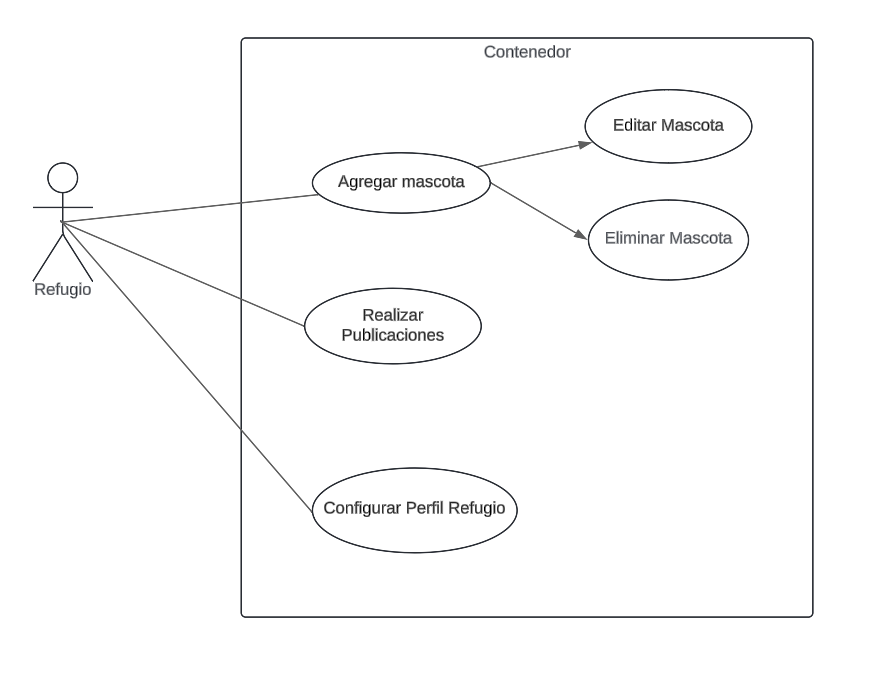 Contenedor
Editar Mascota
Agregar mascota
Eliminar Mascota
Refugio
Realizar
Publicaciones
Configurar Perfil Refugio